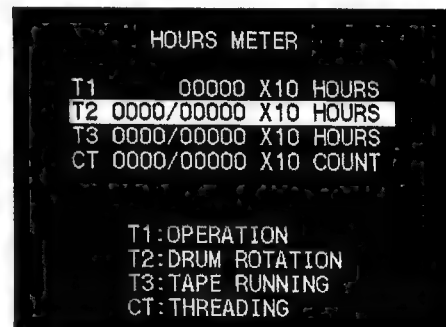 HOURS METER
T1 00000 X10 HOURS
T2 0000/00000 X10 HOURS
T3 0000/00000 X10 HOURS
CT 0000/00000 X10 COUNT
T1:OPERATION
T2:DRUM ROTATION
T3:TAPE RUNNING
CT:THREADING